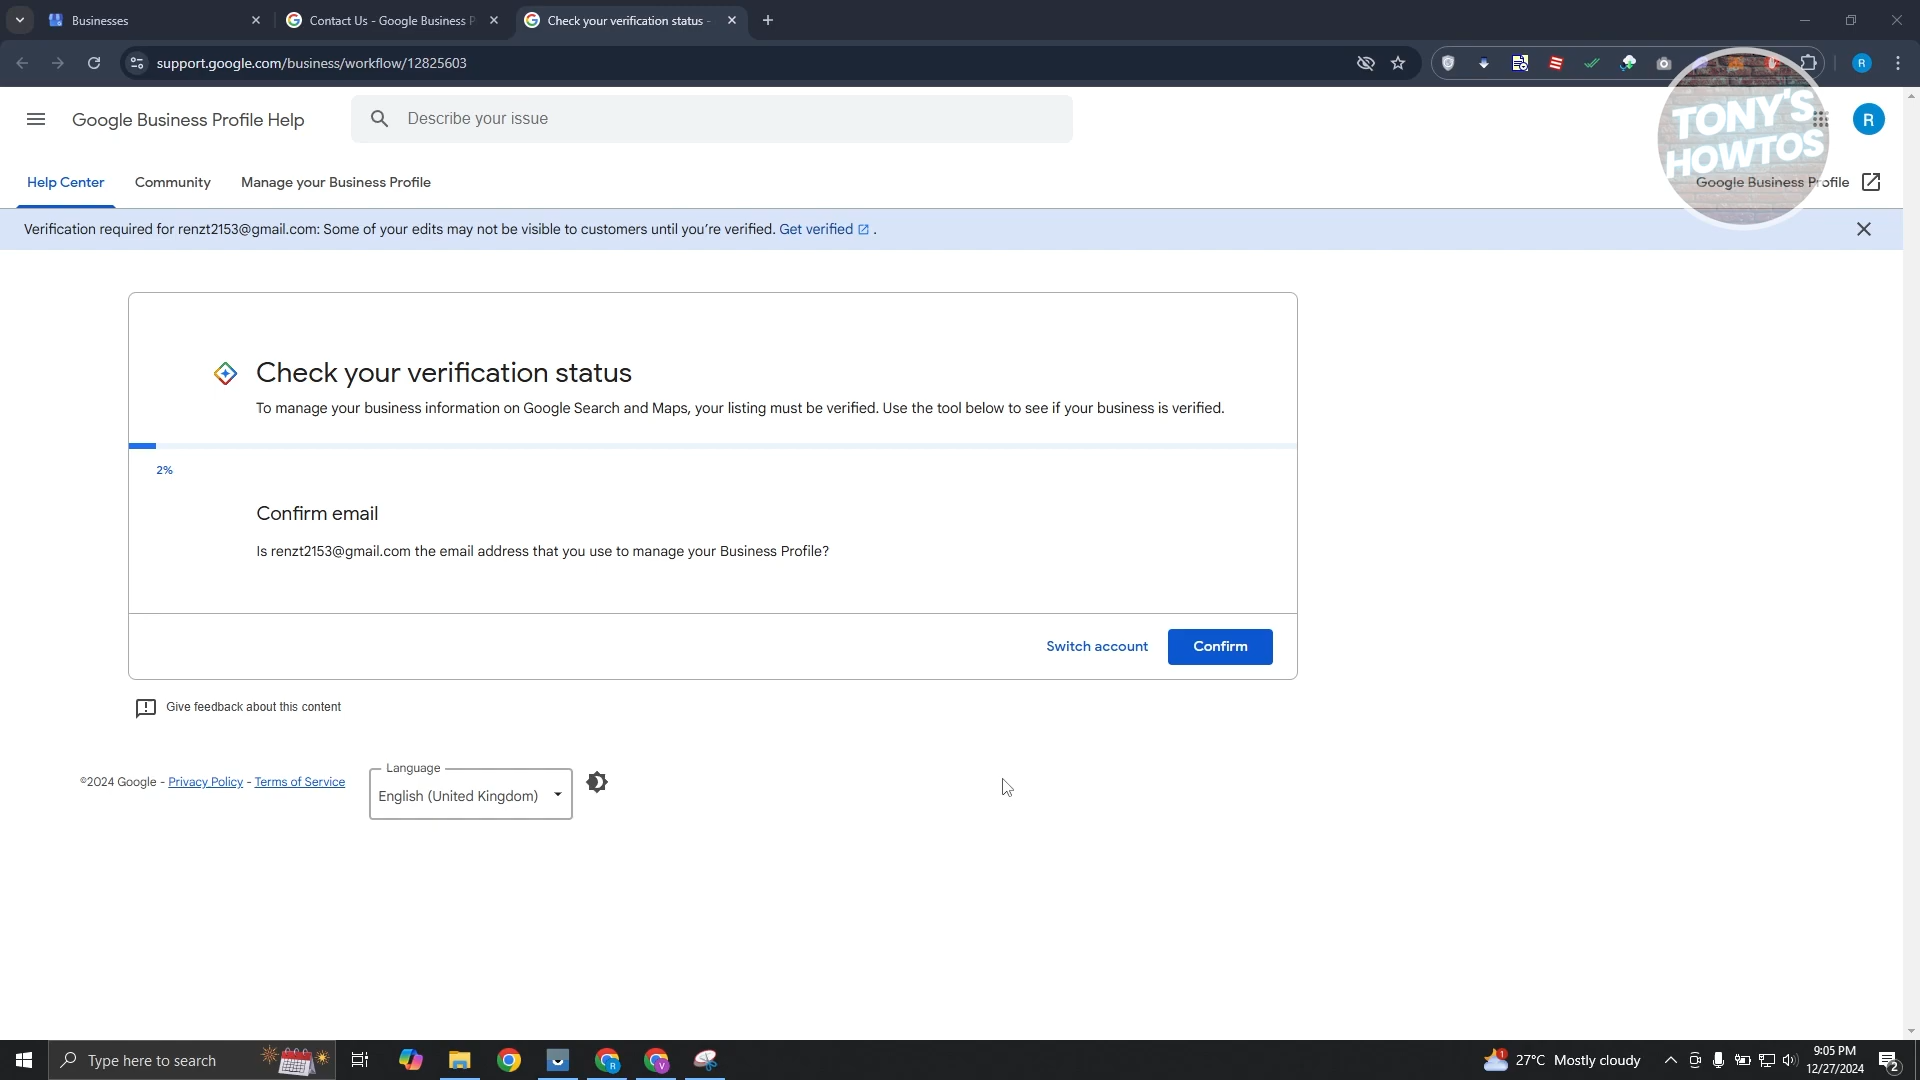 Businesses
Contact Us - Google Business P
Check your verification status -
support.google.com/business/workflow/12825603
R
Google Business Profile Help
Describe your issue
R
TONY'S
HOWTOS
Help Center
Community
Manage your Business Profile
Google Business Profile
Verification required for renzt2153@gmail.com: Some of your edits may not be visible to customers until you're verified. Get verified .
Check your verification status
To manage your business information on Google Search and Maps, your listing must be verified. Use the tool below to see if your business is verified.
2%
Confirm email
Is renzt2153@gmail.com the email address that you use to manage your Business Profile?
Switch account
Confirm
Give feedback about this content
©2024 Google - Privacy Policy - Terms of Service
Language
English (United Kingdom)
Type here to search
R
V
1
27°C Mostly cloudy
9:05 PM
12/27/2024
2